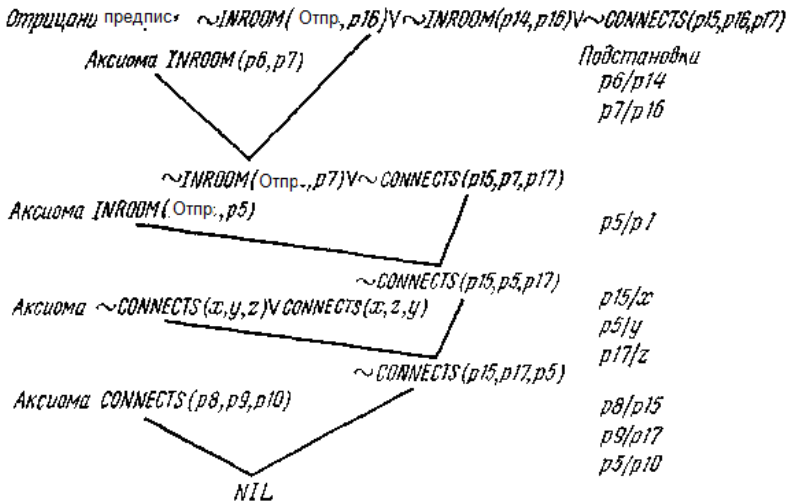 Отрицани предпис. ~INROOM( Отпр,p16)V~INROOM(p14,p16)V~CONNECTS(p15,p16,p17)
Аксиома INROOM(p6,p7)
Подстановки
p6/p14
p7/p16
~INROOM(Отпр.,p7)V~CONNECTS(p15,p7,p17)
Аксиома INROOM(.Отпр.,p5)
p5/p7
~CONNECTS(p15,p5,p17)
Аксиома ~CONNECTS(x,y,z)VCONNECTS(x,z,y)
p15/x
p5/y
p17/z
~CONNECTS(p15,p17,p5)
Аксиома CONNECTS(p8,p9,p10)
p8/p15
p9/p17
p5/p10
NIL